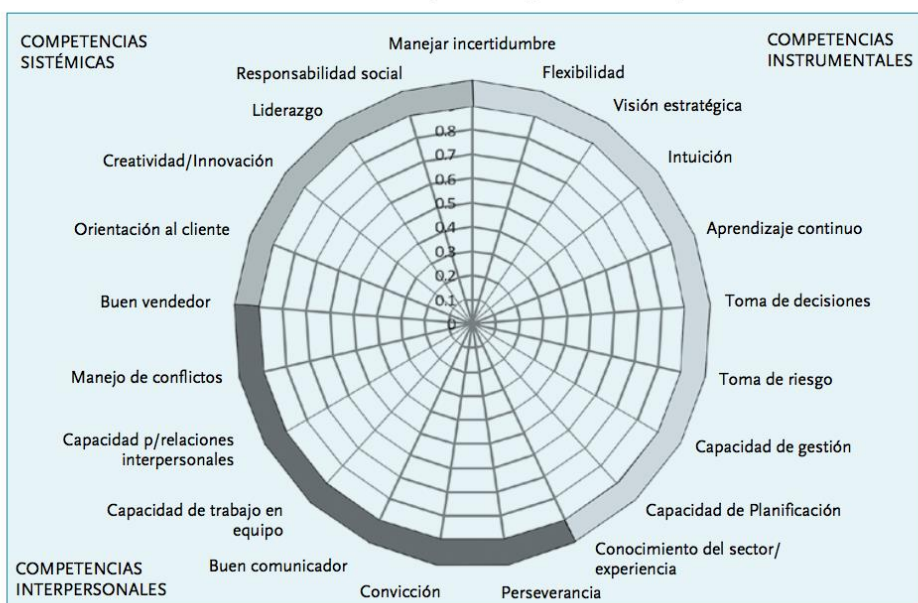 COMPETENCIAS
SISTÉMICAS
COMPETENCIAS
INSTRUMENTALES
Manejar incertidumbre
Flexibilidad
Visión estratégica
Intuición
Aprendizaje continuo
Toma de decisiones
Toma de riesgo
Capacidad de gestión
Capacidad de Planificación
Conocimiento del sector/
experiencia
Perseverancia
Convicción
Buen comunicador
Capacidad de trabajo en
equipo
Capacidad p/relaciones
interpersonales
Manejo de conflictos
Buen vendedor
Orientación al cliente
Creatividad/Innovación
Liderazgo
Responsabilidad social
0.8
0.7
0.6
0.5
0.4
0.3
0.2
0.1
0
COMPETENCIAS
INTERPERSONALES